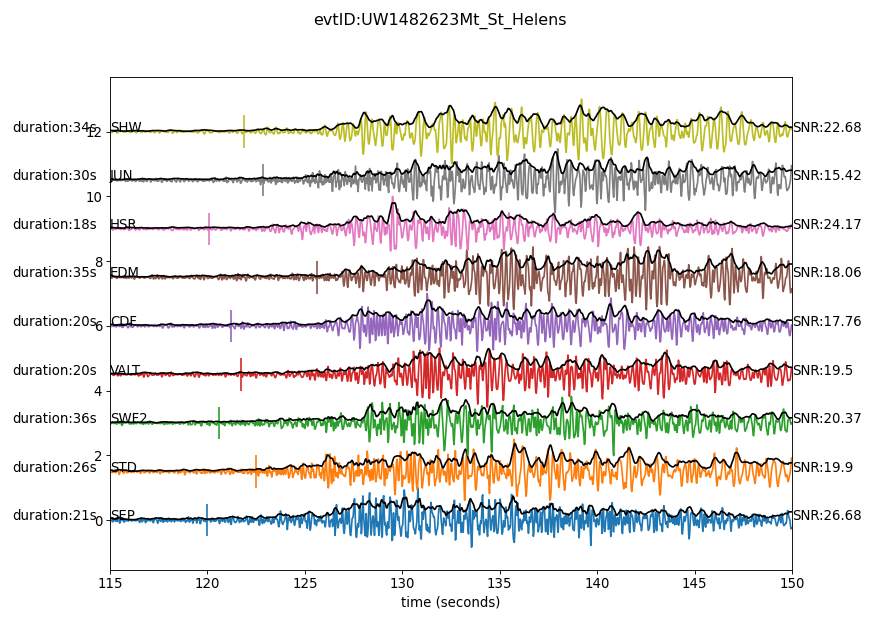 evtID:UW1482623Mt_St_Helens
duration:34s SHW SNR:22.68
12
duration:30s JUN SNR:15.42
10
duration:18s HSR SNR:24.17
8
duration:35s EDM SNR:18.06
duration:20s CDF SNR:17.76
6
duration:20s VALT SNR:19.5
4
duration:36s SWF2 SNR:20.37
2
duration:26s STD SNR:19.9
duration:21s SEP SNR:26.68
0
115 120 125 130 135 140 145 150
time (seconds)